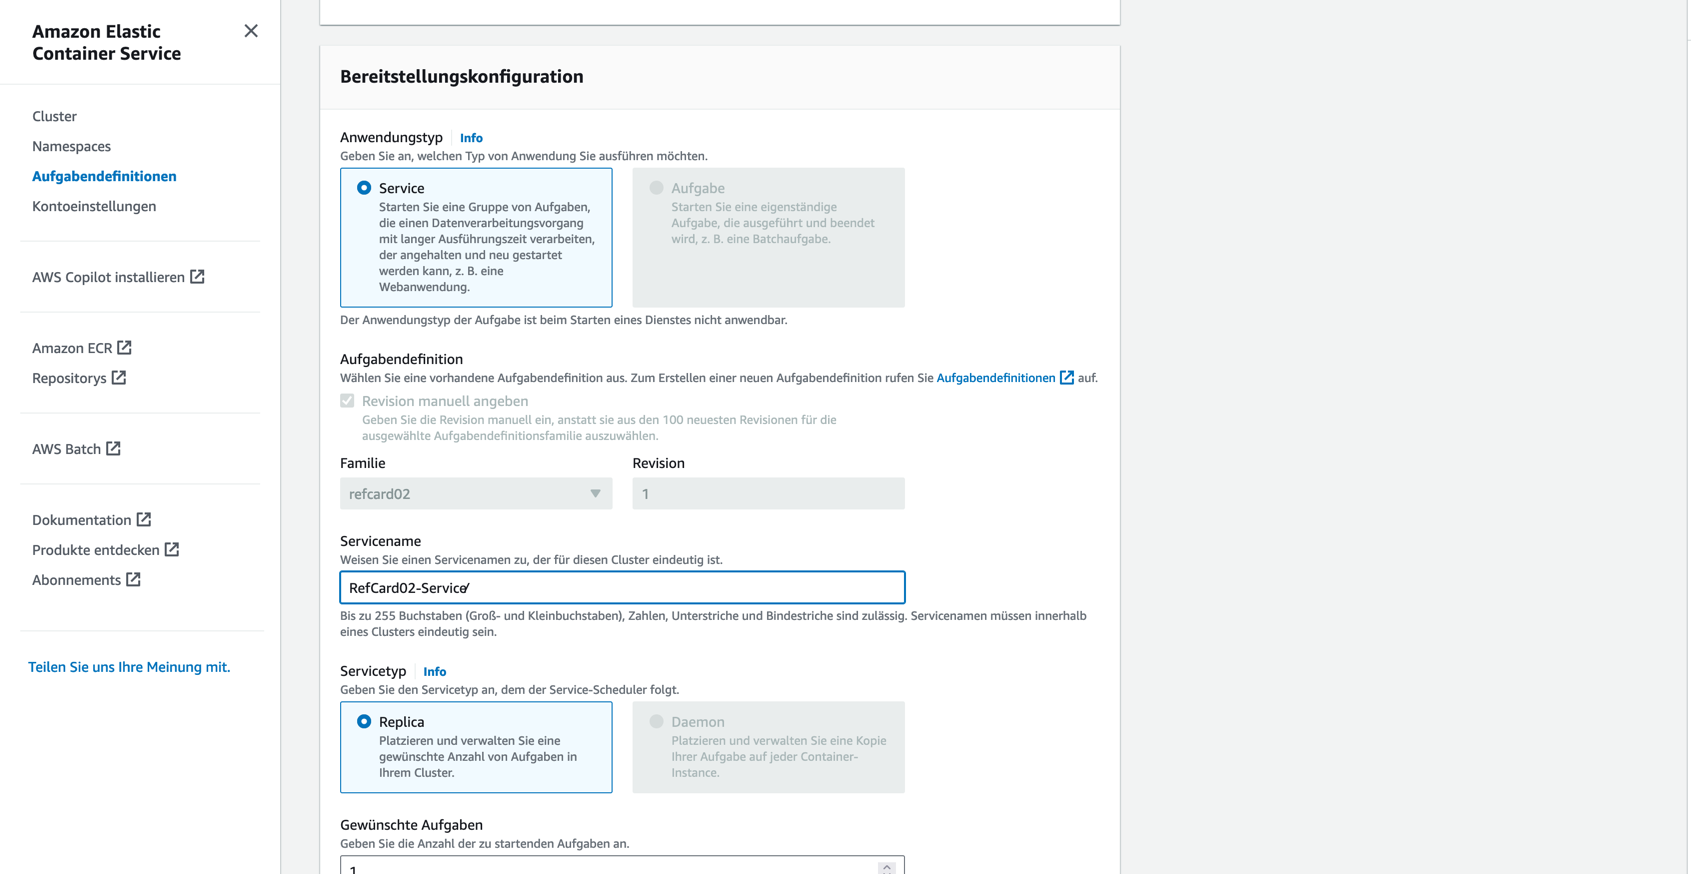 Amazon Elastic
Container Service
Cluster
Namespaces
Aufgabendefinitionen
Kontoeinstellungen
AWS Copilot installieren
Amazon ECR
Repositorys
AWS Batch
Dokumentation
Produkte entdecken
Abonnements
Teilen Sie uns Ihre Meinung mit.
Bereitstellungskonfiguration
Anwendungstyp Info
Geben Sie an, welchen Typ von Anwendung Sie ausführen möchten.
Service
Starten Sie eine Gruppe von Aufgaben,
die einen Datenverarbeitungsvorgang
mit langer Ausführungszeit verarbeiten,
der angehalten und neu gestartet
werden kann, z. B. eine
Webanwendung.
Aufgabe
Starten Sie eine eigenständige
Aufgabe, die ausgeführt und beendet
wird, z. B. eine Batchaufgabe.
Der Anwendungstyp der Aufgabe ist beim Starten eines Dienstes nicht anwendbar.
Aufgabendefinition
Wählen Sie eine vorhandene Aufgabendefinition aus. Zum Erstellen einer neuen Aufgabendefinition rufen Sie Aufgabendefinitionen auf.
Revision manuell angeben
Geben Sie die Revision manuell ein, anstatt sie aus den 100 neuesten Revisionen für die
ausgewählte Aufgabendefinitionsfamilie auszuwählen.
Familie
refcard02
Revision
1
Servicename
Weisen Sie einen Servicenamen zu, der für diesen Cluster eindeutig ist.
RefCard02-Service
Bis zu 255 Buchstaben (Groß- und Kleinbuchstaben), Zahlen, Unterstriche und Bindestriche sind zulässig. Servicenamen müssen innerhalb
eines Clusters eindeutig sein.
Servicetyp Info
Geben Sie den Servicetyp an, dem der Service-Scheduler folgt.
Replica
Platzieren und verwalten Sie eine
gewünschte Anzahl von Aufgaben in
Ihrem Cluster.
Daemon
Platzieren und verwalten Sie eine Kopie
Ihrer Aufgabe auf jeder Container-
Instance.
Gewünschte Aufgaben
Geben Sie die Anzahl der zu startenden Aufgaben an.
1